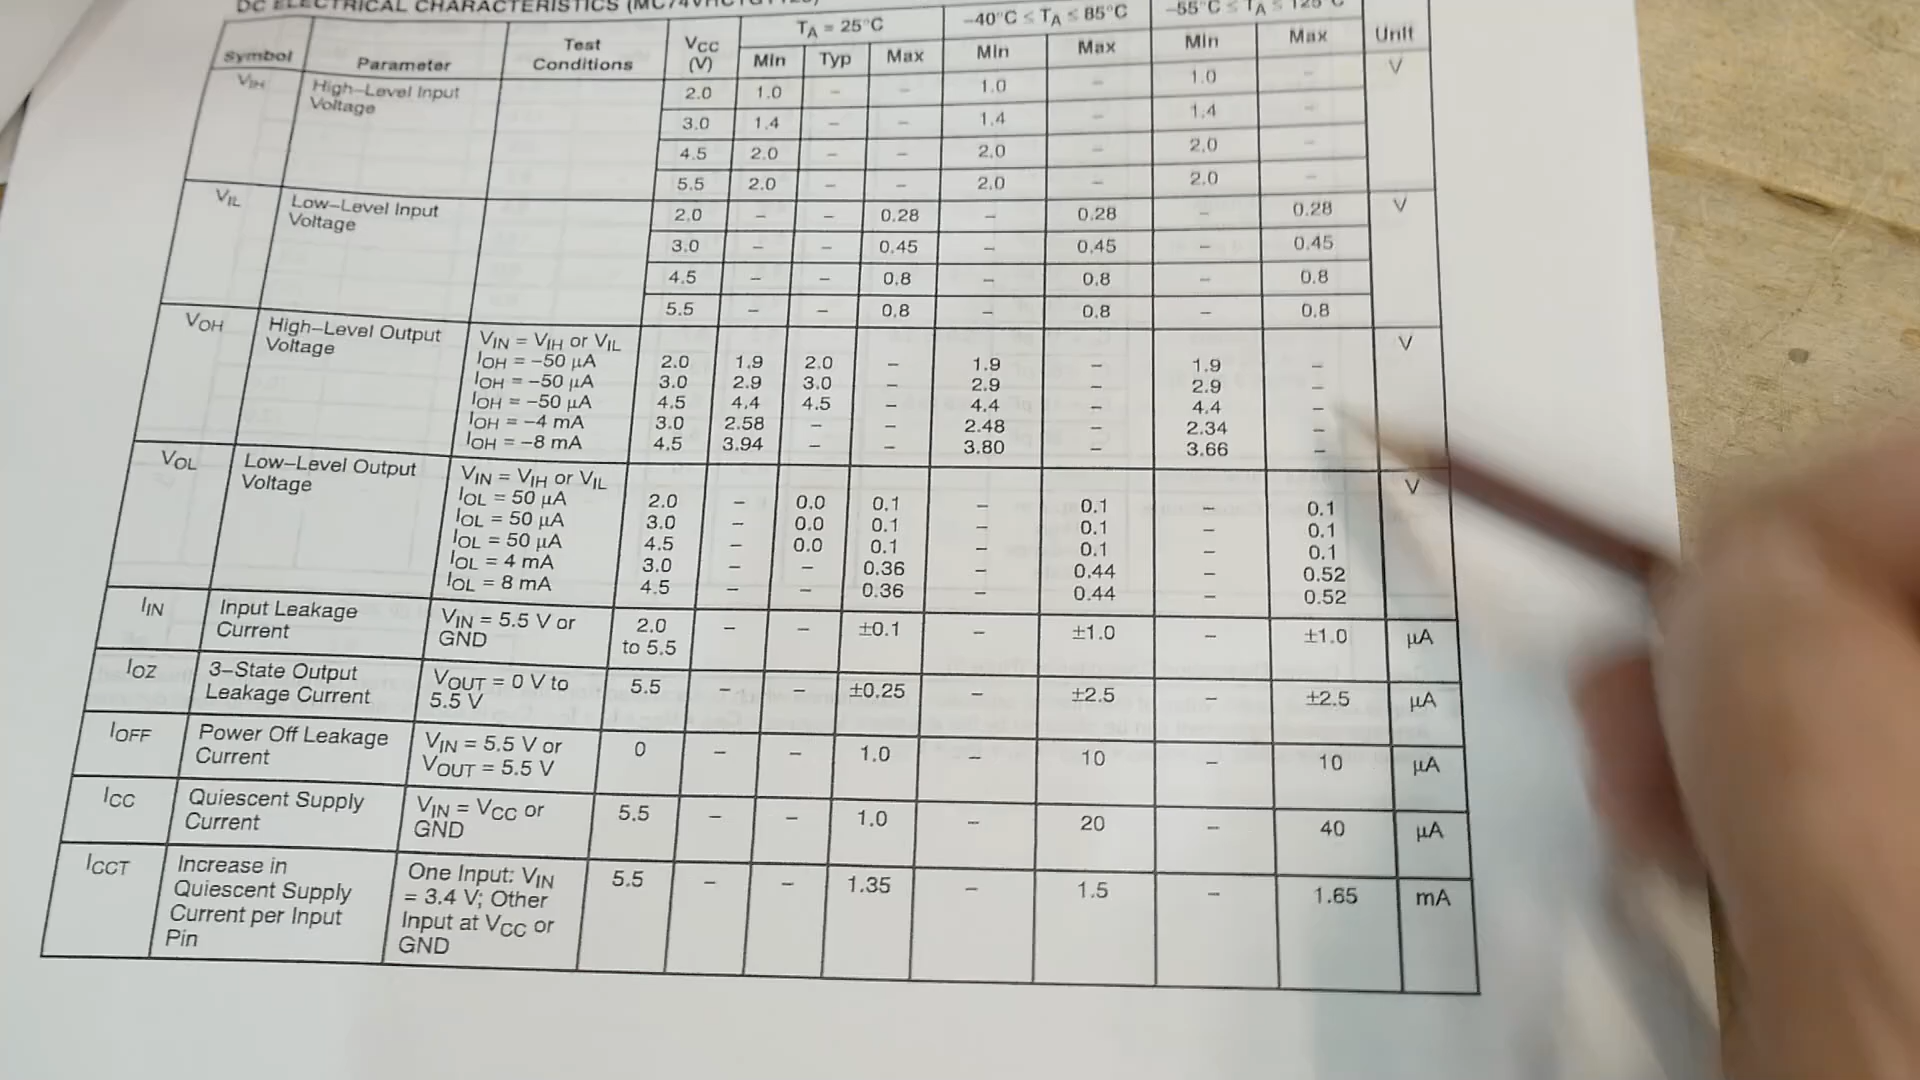 DC ELECTRICAL CHARACTERISTICS
Symbol Parameter Test Conditions VCC (V) TA = 25°C −40°C ≤ TA ≤ 85°C −55°C ≤ TA ≤ 125°C Unit
Min Typ Max Min Max Min Max
VIH High–Level Input Voltage 2.0 1.0 – – 1.0 – 1.0 – V
3.0 1.4 – – 1.4 – 1.4 –
4.5 2.0 – – 2.0 – 2.0 –
5.5 2.0 – – 2.0 – 2.0 –
VIL Low–Level Input Voltage 2.0 – – 0.28 – 0.28 – 0.28 V
3.0 – – 0.45 – 0.45 – 0.45
4.5 – – 0.8 – 0.8 – 0.8
5.5 – – 0.8 – 0.8 – 0.8
VOH High–Level Output Voltage VIN = VIH or VIL V
IOH = −50 µA 2.0 1.9 2.0 – 1.9 – 1.9 –
IOH = −50 µA 3.0 2.9 3.0 – 2.9 – 2.9 –
IOH = −50 µA 4.5 4.4 4.5 – 4.4 – 4.4 –
IOH = −4 mA 3.0 2.58 – – 2.48 – 2.34 –
IOH = −8 mA 4.5 3.94 – – 3.80 – 3.66 –
VOL Low–Level Output Voltage VIN = VIH or VIL V
IOL = 50 µA 2.0 – 0.0 0.1 – 0.1 – 0.1
IOL = 50 µA 3.0 – 0.0 0.1 – 0.1 – 0.1
IOL = 50 µA 4.5 – 0.0 0.1 – 0.1 – 0.1
IOL = 4 mA 3.0 – – 0.36 – 0.44 – 0.52
IOL = 8 mA 4.5 – – 0.36 – 0.44 – 0.52
IIN Input Leakage Current VIN = 5.5 V or GND 2.0 to 5.5 – – ±0.1 – ±1.0 – ±1.0 µA
IOZ 3–State Output Leakage Current VOUT = 0 V to 5.5 V 5.5 – – ±0.25 – ±2.5 – ±2.5 µA
IOFF Power Off Leakage Current VIN = 5.5 V or VOUT = 5.5 V 0 – – 1.0 – 10 – 10 µA
ICC Quiescent Supply Current VIN = VCC or GND 5.5 – – 1.0 – 20 – 40 µA
ICCT Increase in Quiescent Supply Current per Input Pin One Input: VIN = 3.4 V; Other Input at VCC or GND 5.5 – – 1.35 – 1.5 – 1.65 mA